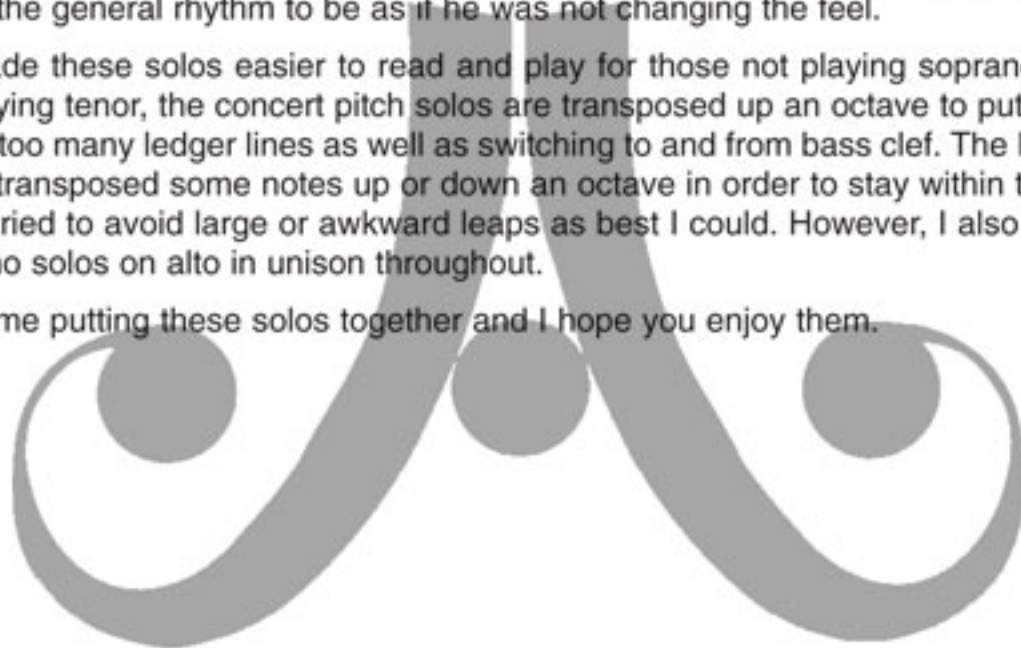 the general rhythm to be as if he was not changing the feel.
de these solos easier to read and play for those not playing sopran
ying tenor, the concert pitch solos are transposed up an octave to put
too many ledger lines as well as switching to and from bass clef. The
transposed some notes up or down an octave in order to stay within t
ried to avoid large or awkward leaps as best I could. However, I also
o solos on alto in unison throughout.
me putting these solos together and I hope you enjoy them.